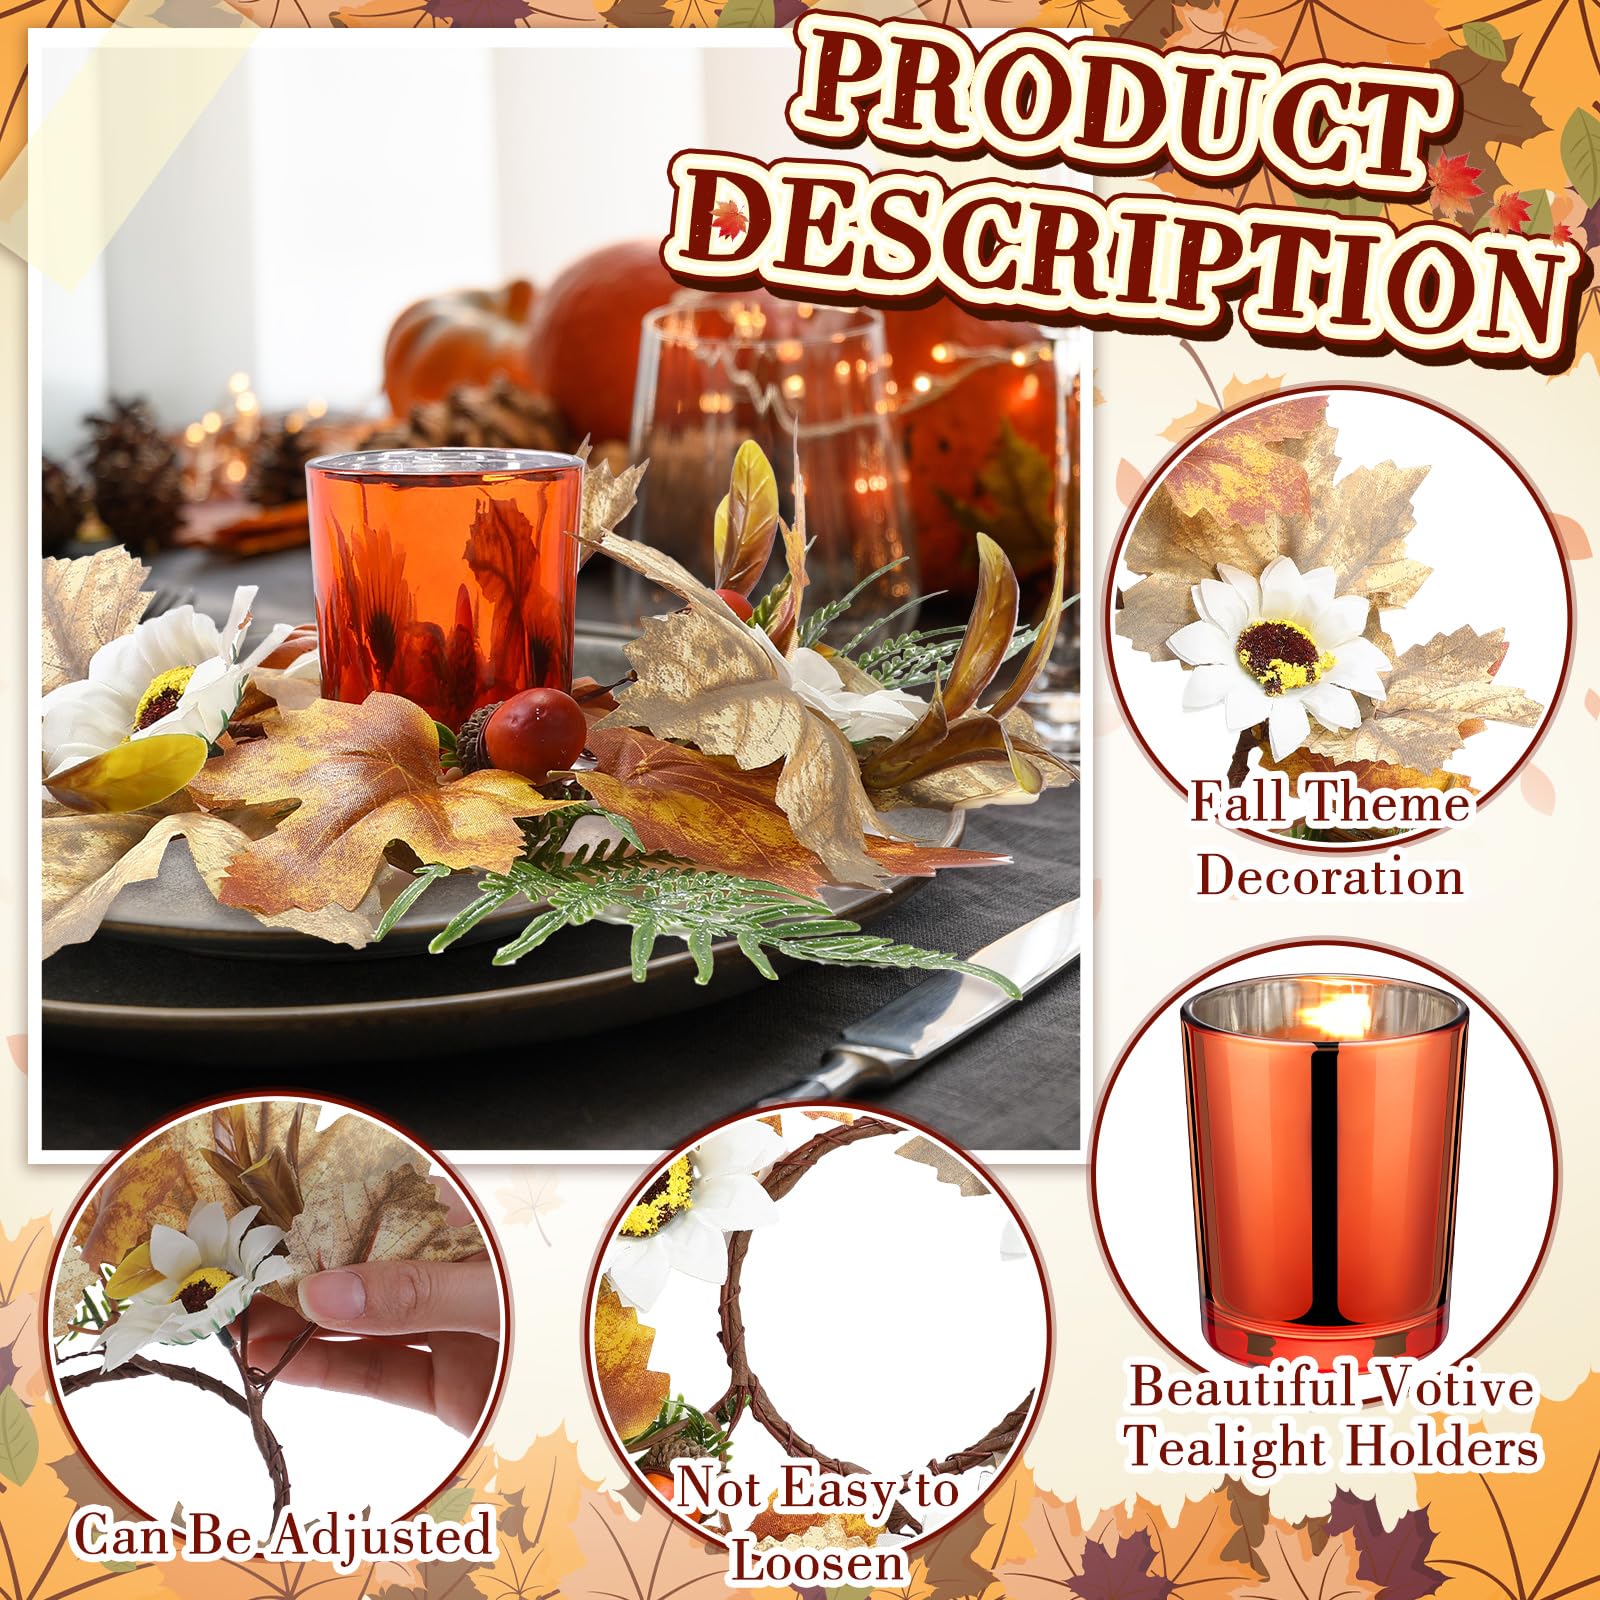 PRODUCT
DESCRIPTION
Fall Theme
Decoration
Beautiful Votive
Tealight Holders
Can Be Adjusted
Not Easy to
Loosen